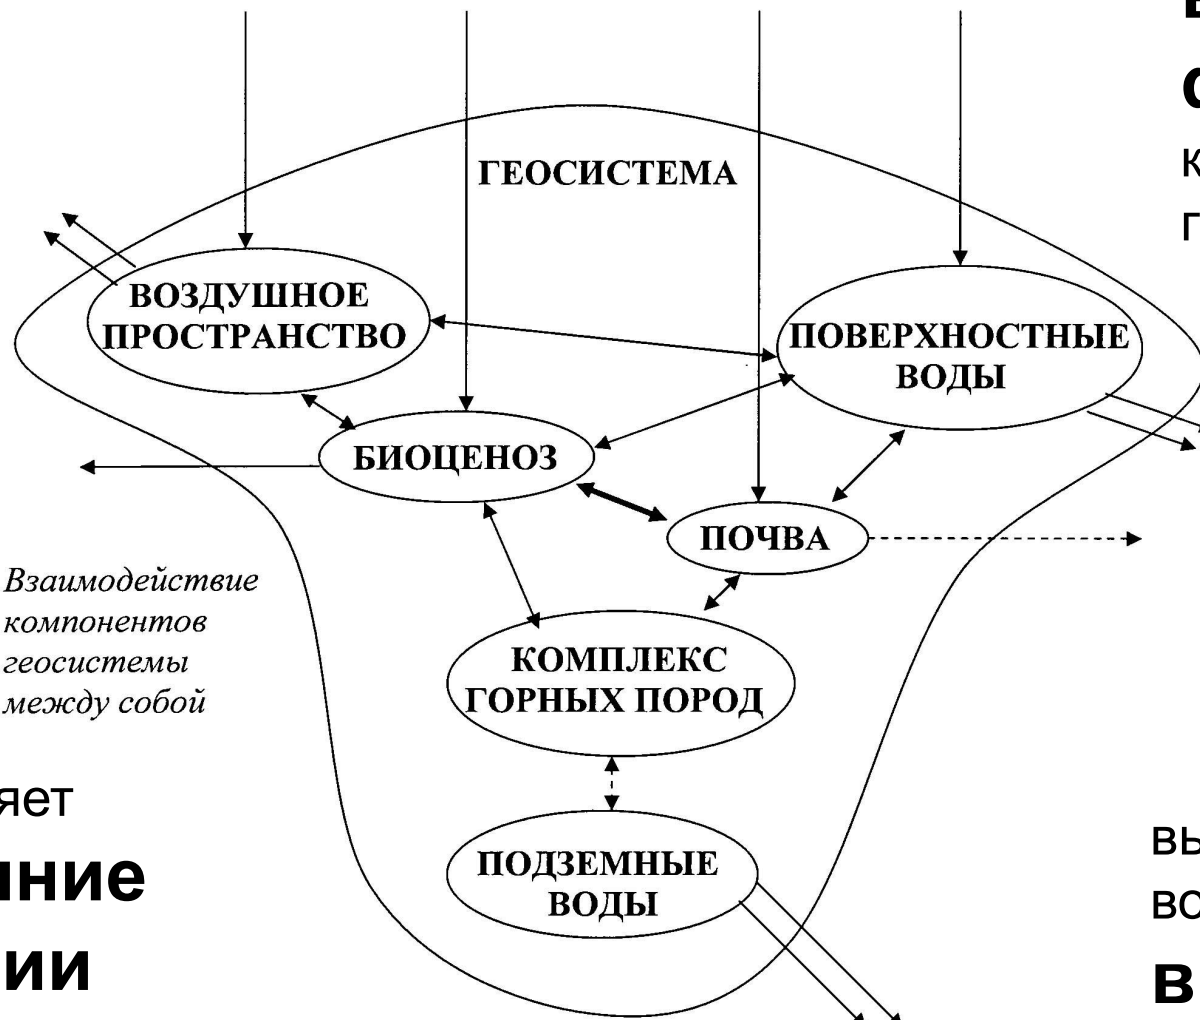 к
ГЕОСИСТЕМА
ВОЗДУШНОЕ
ПРОСТРАНСТВО
ПОВЕРХНОСТНЫЕ
ВОДЫ
БИОЦЕНОЗ
ПОЧВА
Взаимодействие
компонентов
геосистемы
между собой
КОМПЛЕКС
ГОРНЫХ ПОРОД
яет
ПОДЗЕМНЫЕ
ВОДЫ
вы
ние
ии
в